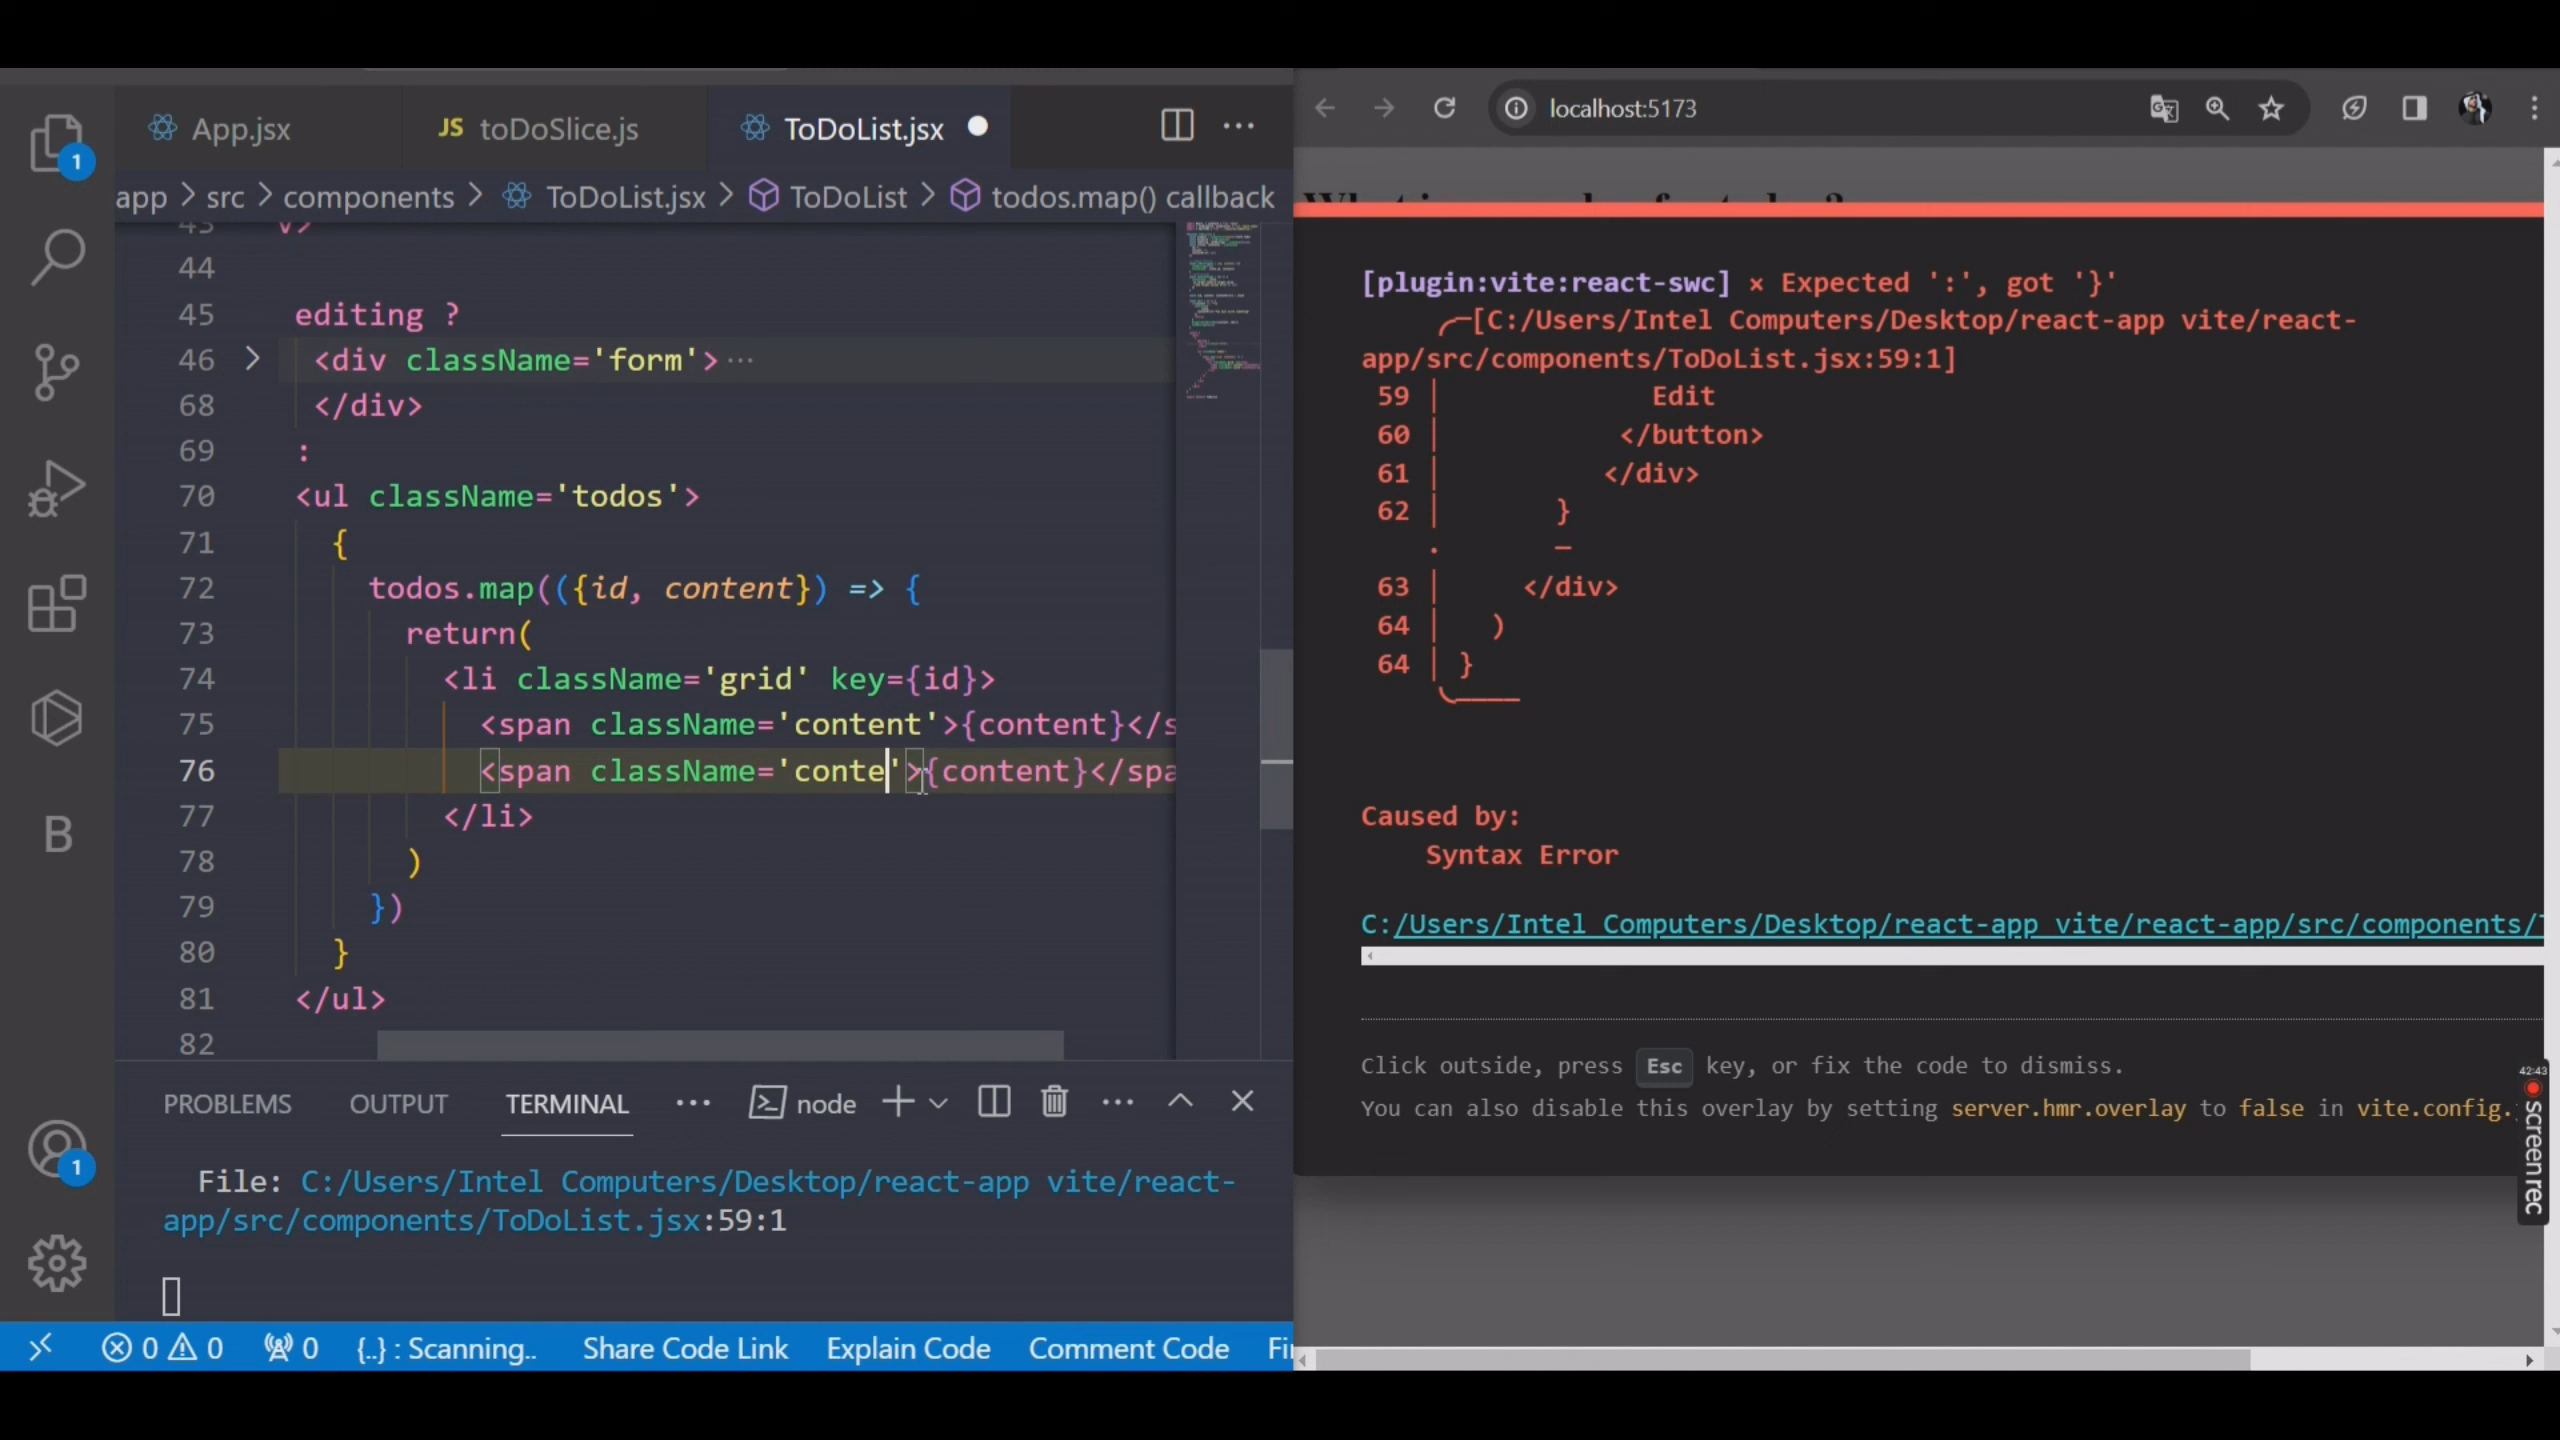 App.jsx
JS toDoSlice.js
ToDoList.jsx
app > src > components > ToDoList.jsx > ToDoList > todos.map() callback
44
45 editing ?
46 <div className='form'> ...
68 </div>
69 :
70 <ul className='todos'>
71 {
72 todos.map(({id, content}) => {
73 return(
74 <li className='grid' key={id}>
75 <span className='content'>{content}</s
76 <span className='conte'>{content}</spa
77 </li>
78 )
79 })
80 }
81 </ul>
82
1
B
1
PROBLEMS OUTPUT TERMINAL ... node
File: C:/Users/Intel Computers/Desktop/react-app vite/react-
app/src/components/ToDoList.jsx:59:1
0 0 0 {..} : Scanning.. Share Code Link Explain Code Comment Code Fi
localhost:5173
[plugin:vite:react-swc] × Expected ':', got '}'
╭─[C:/Users/Intel Computers/Desktop/react-app vite/react-
app/src/components/ToDoList.jsx:59:1]
59 │ Edit
60 │ </button>
61 │ </div>
62 │ }
· ─
63 │ </div>
64 │ )
64 │ }
╰────
Caused by:
Syntax Error
C:/Users/Intel Computers/Desktop/react-app vite/react-app/src/components/
Click outside, press Esc key, or fix the code to dismiss.
You can also disable this overlay by setting server.hmr.overlay to false in vite.config.
42:43
screenrec